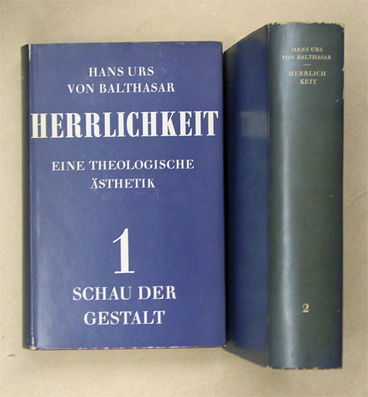 HANS URS
VON BALTHASAR
HERRLICHKEIT
EINE THEOLOGISCHE
ÄSTHETIK
1
SCHAU DER
GESTALT
HANS URS
VON BALTHASAR
HERRLICH
KEIT
2